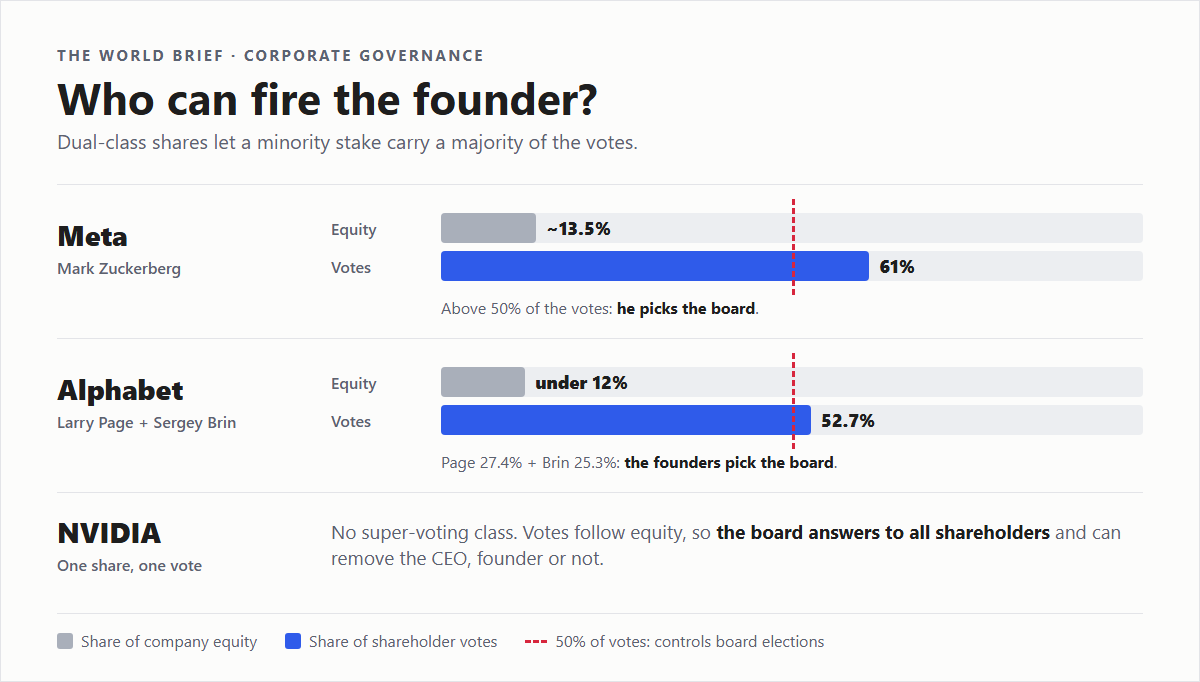 THE WORLD BRIEF · CORPORATE GOVERNANCE
Who can fire the founder?
Dual-class shares let a minority stake carry a majority of the votes.
Meta
Mark Zuckerberg
Equity
~13.5%
Votes
61%
Above 50% of the votes: he picks the board.
Alphabet
Larry Page + Sergey Brin
Equity
under 12%
Votes
52.7%
Page 27.4% + Brin 25.3%: the founders pick the board.
NVIDIA
One share, one vote
No super-voting class. Votes follow equity, so the board answers to all shareholders and can
remove the CEO, founder or not.
Share of company equity
Share of shareholder votes
50% of votes: controls board elections